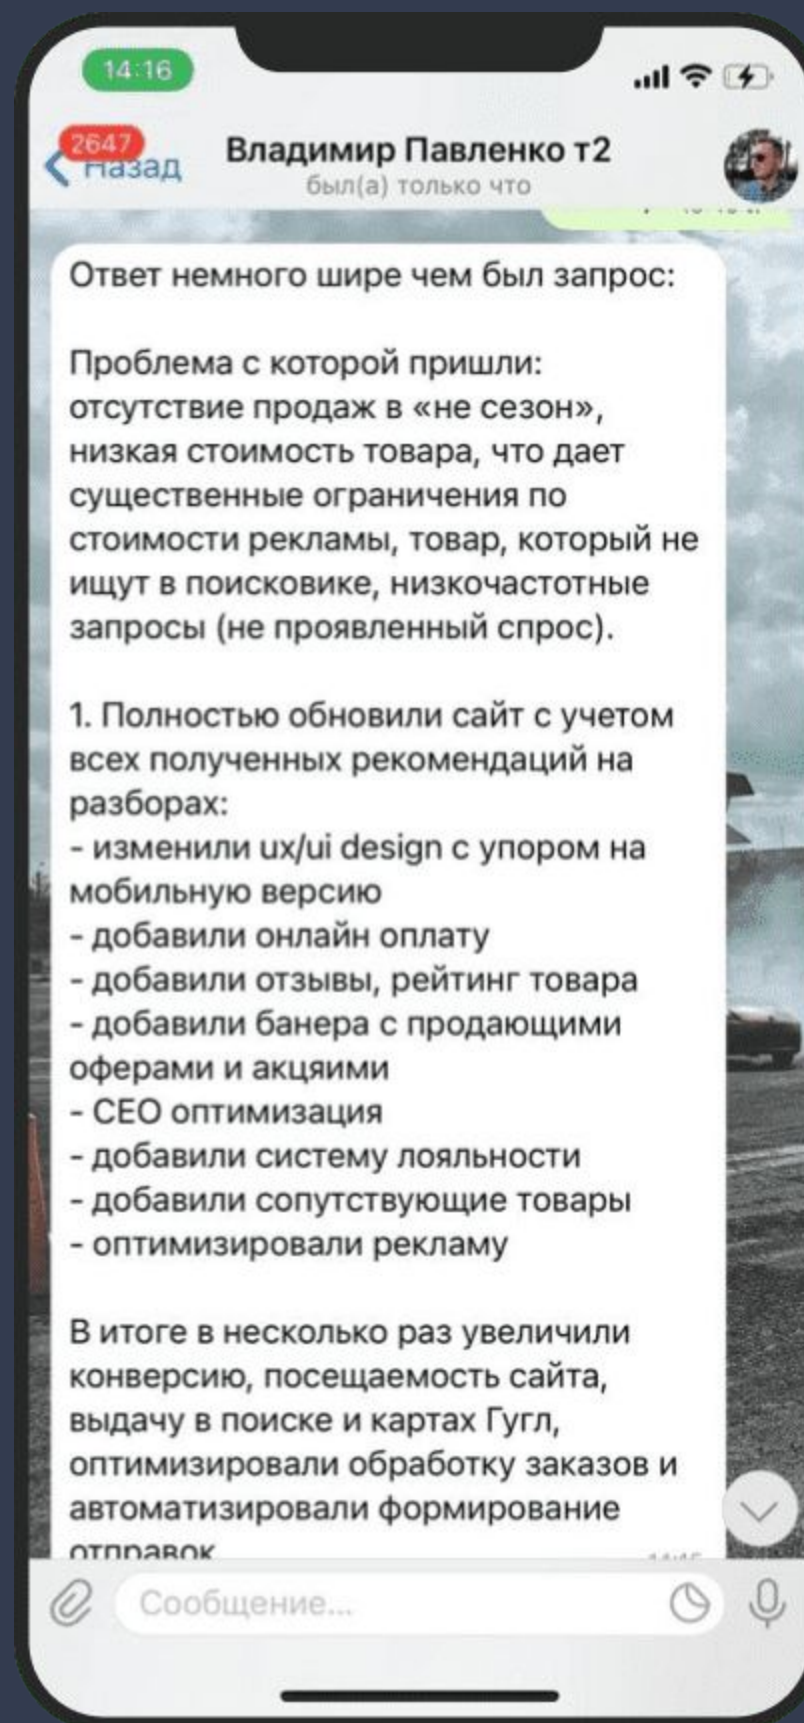 14:16
2647
Назад
Владимир Павленко т2
был(а) только что
Ответ немного шире чем был запрос:
Проблема с которой пришли:
отсутствие продаж в «не сезон»,
низкая стоимость товара, что дает
существенные ограничения по
стоимости рекламы, товар, который не
ищут в поисковике, низкочастотные
запросы (не проявленный спрос).
1. Полностью обновили сайт с учетом
всех полученных рекомендаций на
разборах:
- изменили ux/ui design с упором на
мобильную версию
- добавили онлайн оплату
- добавили отзывы, рейтинг товара
- добавили банера с продающими
оферами и акцяими
- СЕО оптимизация
- добавили систему лояльности
- добавили сопутствующие товары
- оптимизировали рекламу
В итоге в несколько раз увеличили
конверсию, посещаемость сайта,
выдачу в поиске и картах Гугл,
оптимизировали обработку заказов и
автоматизировали формирование
отправок
Сообщение...